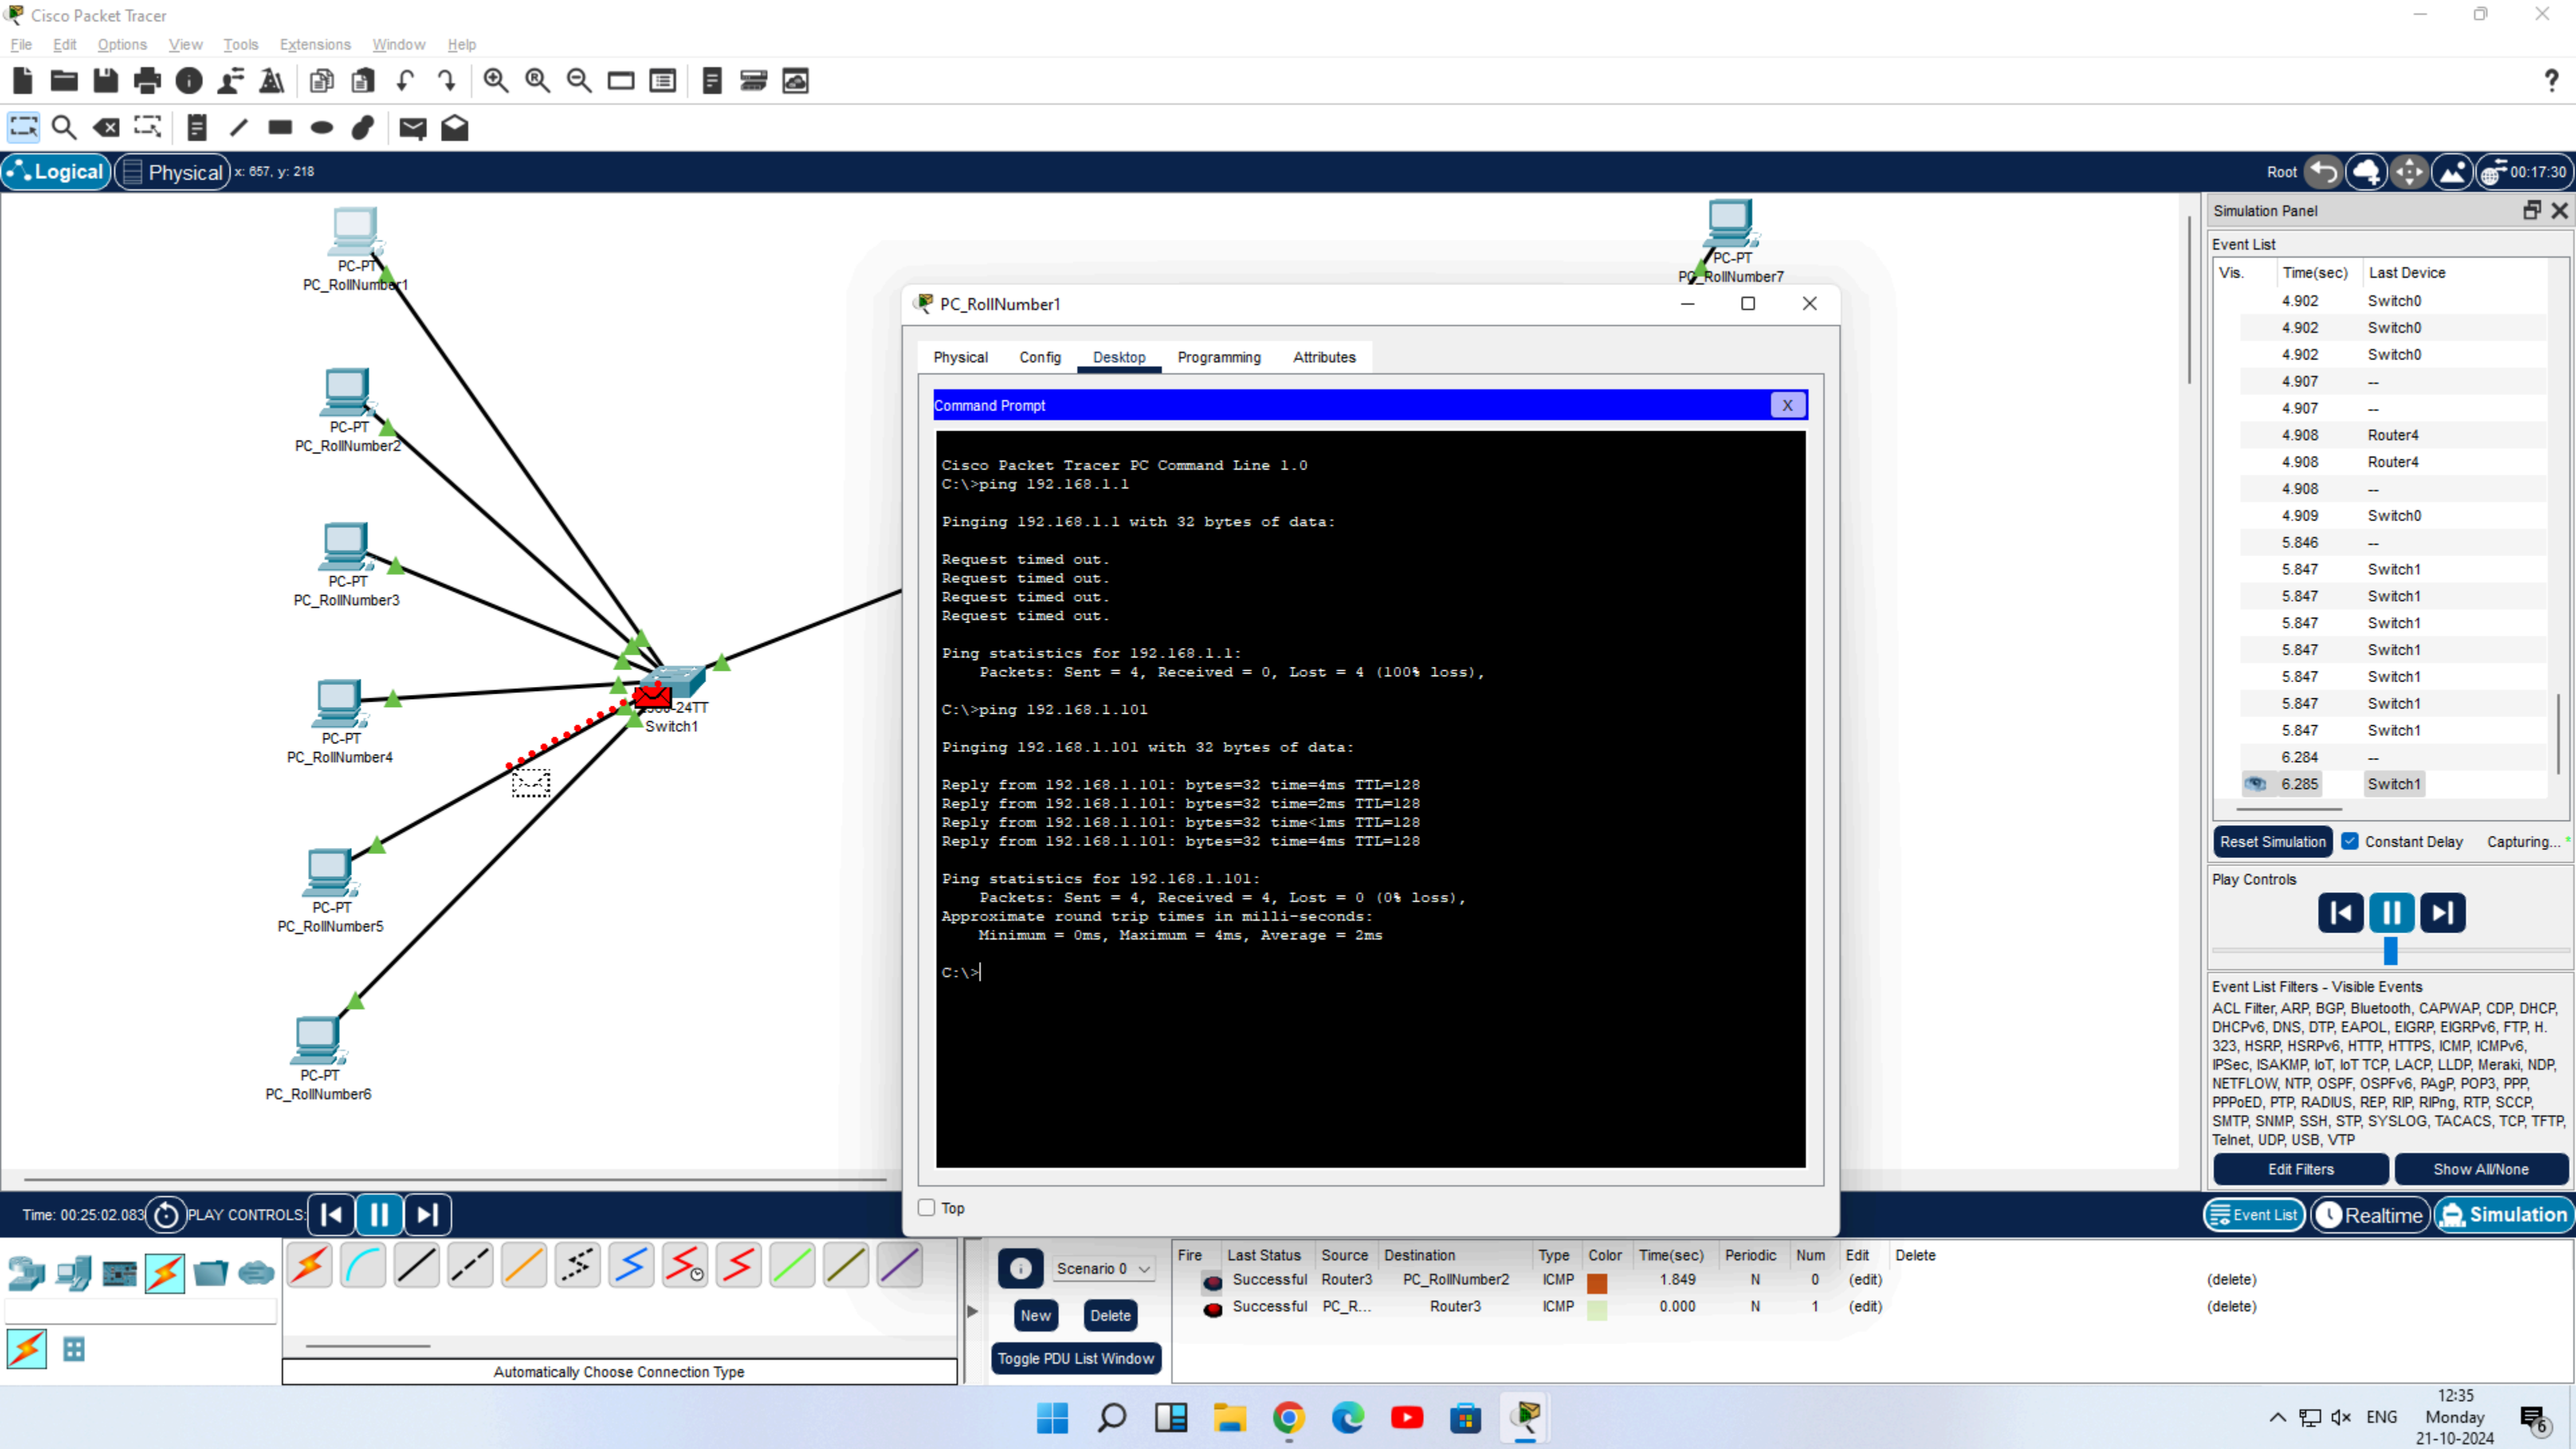 Cisco Packet Tracer
File Edit Options View Tools Extensions Window Help
?
Logical Physical x: 657, y: 218 Root 00:17:30
PC-PT
PC_RollNumber1
PC-PT
PC_RollNumber2
PC-PT
PC_RollNumber3
PC-PT
PC_RollNumber4
PC-PT
PC_RollNumber5
PC-PT
PC_RollNumber6
-24TT
Switch1
PC-PT
PC_RollNumber7
PC_RollNumber1
Physical Config Desktop Programming Attributes
Command Prompt X
Cisco Packet Tracer PC Command Line 1.0
C:\>ping 192.168.1.1
Pinging 192.168.1.1 with 32 bytes of data:
Request timed out.
Request timed out.
Request timed out.
Request timed out.
Ping statistics for 192.168.1.1:
Packets: Sent = 4, Received = 0, Lost = 4 (100% loss),
C:\>ping 192.168.1.101
Pinging 192.168.1.101 with 32 bytes of data:
Reply from 192.168.1.101: bytes=32 time=4ms TTL=128
Reply from 192.168.1.101: bytes=32 time=2ms TTL=128
Reply from 192.168.1.101: bytes=32 time<1ms TTL=128
Reply from 192.168.1.101: bytes=32 time=4ms TTL=128
Ping statistics for 192.168.1.101:
Packets: Sent = 4, Received = 4, Lost = 0 (0% loss),
Approximate round trip times in milli-seconds:
Minimum = 0ms, Maximum = 4ms, Average = 2ms
C:\>
Top
Simulation Panel
Event List
Vis. Time(sec) Last Device
4.902 Switch0
4.902 Switch0
4.902 Switch0
4.907 --
4.907 --
4.908 Router4
4.908 Router4
4.908 --
4.909 Switch0
5.846 --
5.847 Switch1
5.847 Switch1
5.847 Switch1
5.847 Switch1
5.847 Switch1
5.847 Switch1
5.847 Switch1
6.284 --
6.285 Switch1
Reset Simulation Constant Delay Capturing... *
Play Controls
Event List Filters - Visible Events
ACL Filter, ARP, BGP, Bluetooth, CAPWAP, CDP, DHCP,
DHCPv6, DNS, DTP, EAPOL, EIGRP, EIGRPv6, FTP, H.
323, HSRP, HSRPv6, HTTP, HTTPS, ICMP, ICMPv6,
IPSec, ISAKMP, IoT, IoT TCP, LACP, LLDP, Meraki, NDP,
NETFLOW, NTP, OSPF, OSPFv6, PAgP, POP3, PPP,
PPPoED, PTP, RADIUS, REP, RIP, RIPng, RTP, SCCP,
SMTP, SNMP, SSH, STP, SYSLOG, TACACS, TCP, TFTP,
Telnet, UDP, USB, VTP
Edit Filters Show All/None
Time: 00:25:02.083 PLAY CONTROLS: Event List Realtime Simulation
Automatically Choose Connection Type
Scenario 0
New Delete
Toggle PDU List Window
Fire Last Status Source Destination Type Color Time(sec) Periodic Num Edit Delete
Successful Router3 PC_RollNumber2 ICMP 1.849 N 0 (edit) (delete)
Successful PC_R... Router3 ICMP 0.000 N 1 (edit) (delete)
ENG
12:35
Monday
21-10-2024
6